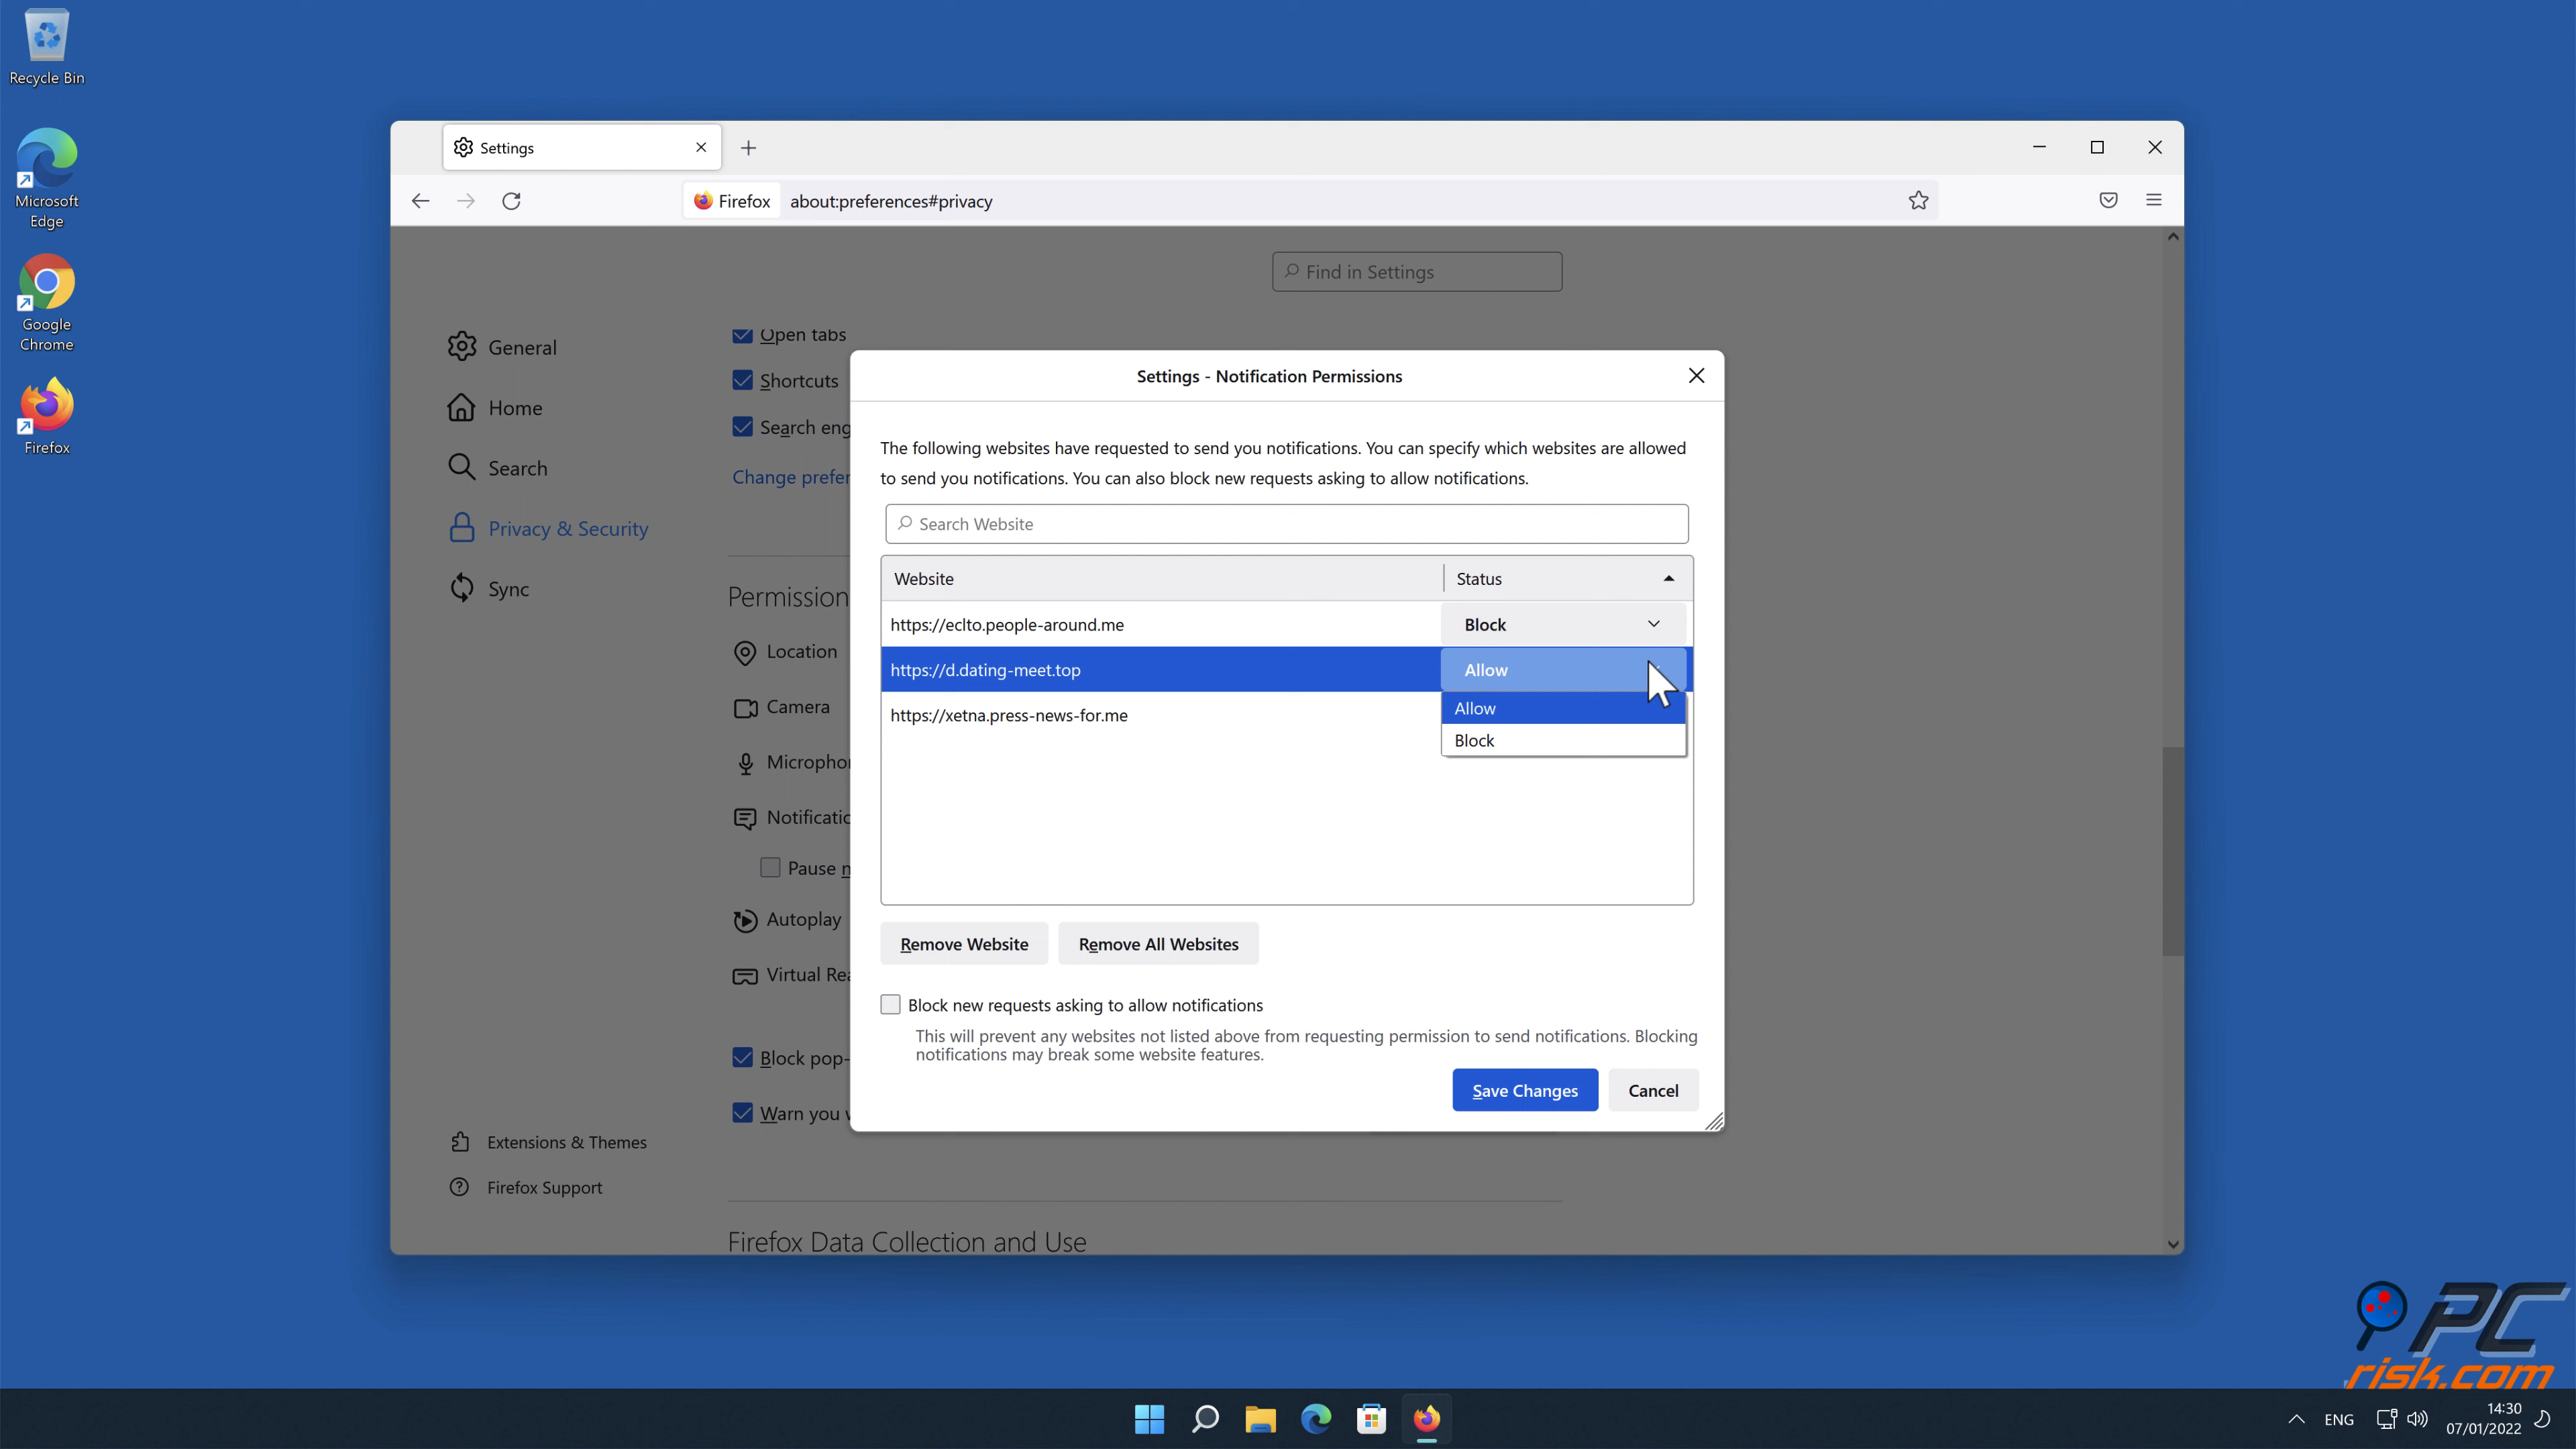 Recycle Bin
Microsoft
Edge
Google
Chrome
Firefox
Settings
Firefox about:preferences#privacy
Find in Settings
General
Home
Search
Privacy & Security
Sync
Extensions & Themes
Firefox Support
Open tabs
Shortcuts
Search eng
Change prefer
Permission
Location
Camera
Microphon
Notificatio
Pause n
Autoplay
Virtual Rea
Block pop-
Warn you w
Firefox Data Collection and Use
Settings - Notification Permissions
The following websites have requested to send you notifications. You can specify which websites are allowed
to send you notifications. You can also block new requests asking to allow notifications.
Search Website
Website Status
https://eclto.people-around.me Block
https://d.dating-meet.top Allow
https://xetna.press-news-for.me
Allow
Block
Remove Website Remove All Websites
Block new requests asking to allow notifications
This will prevent any websites not listed above from requesting permission to send notifications. Blocking
notifications may break some website features.
Save Changes Cancel
PC
risk.com
ENG
14:30
07/01/2022